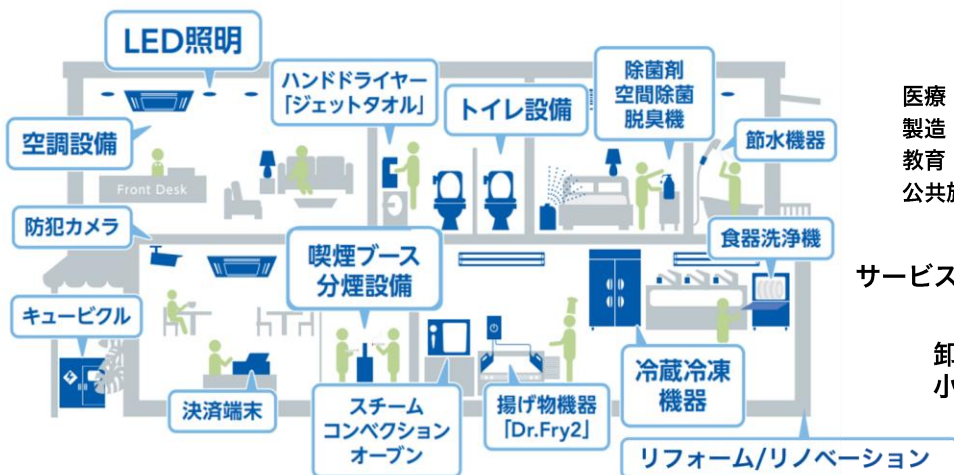 LED照明
ハンドドライヤー
「ジェットタオル」
トイレ設備
除菌剤
空間除菌
脱臭機
節水機器
空調設備
Front Desk
防犯カメラ
喫煙ブース
分煙設備
食器洗浄機
キュービクル
決済端末
スチーム
コンベクション
オーブン
揚げ物機器
「Dr.Fry2」
冷蔵冷凍
機器
リフォーム/リノベーション
医療
製造
教育
公共施
サービス
卸
小